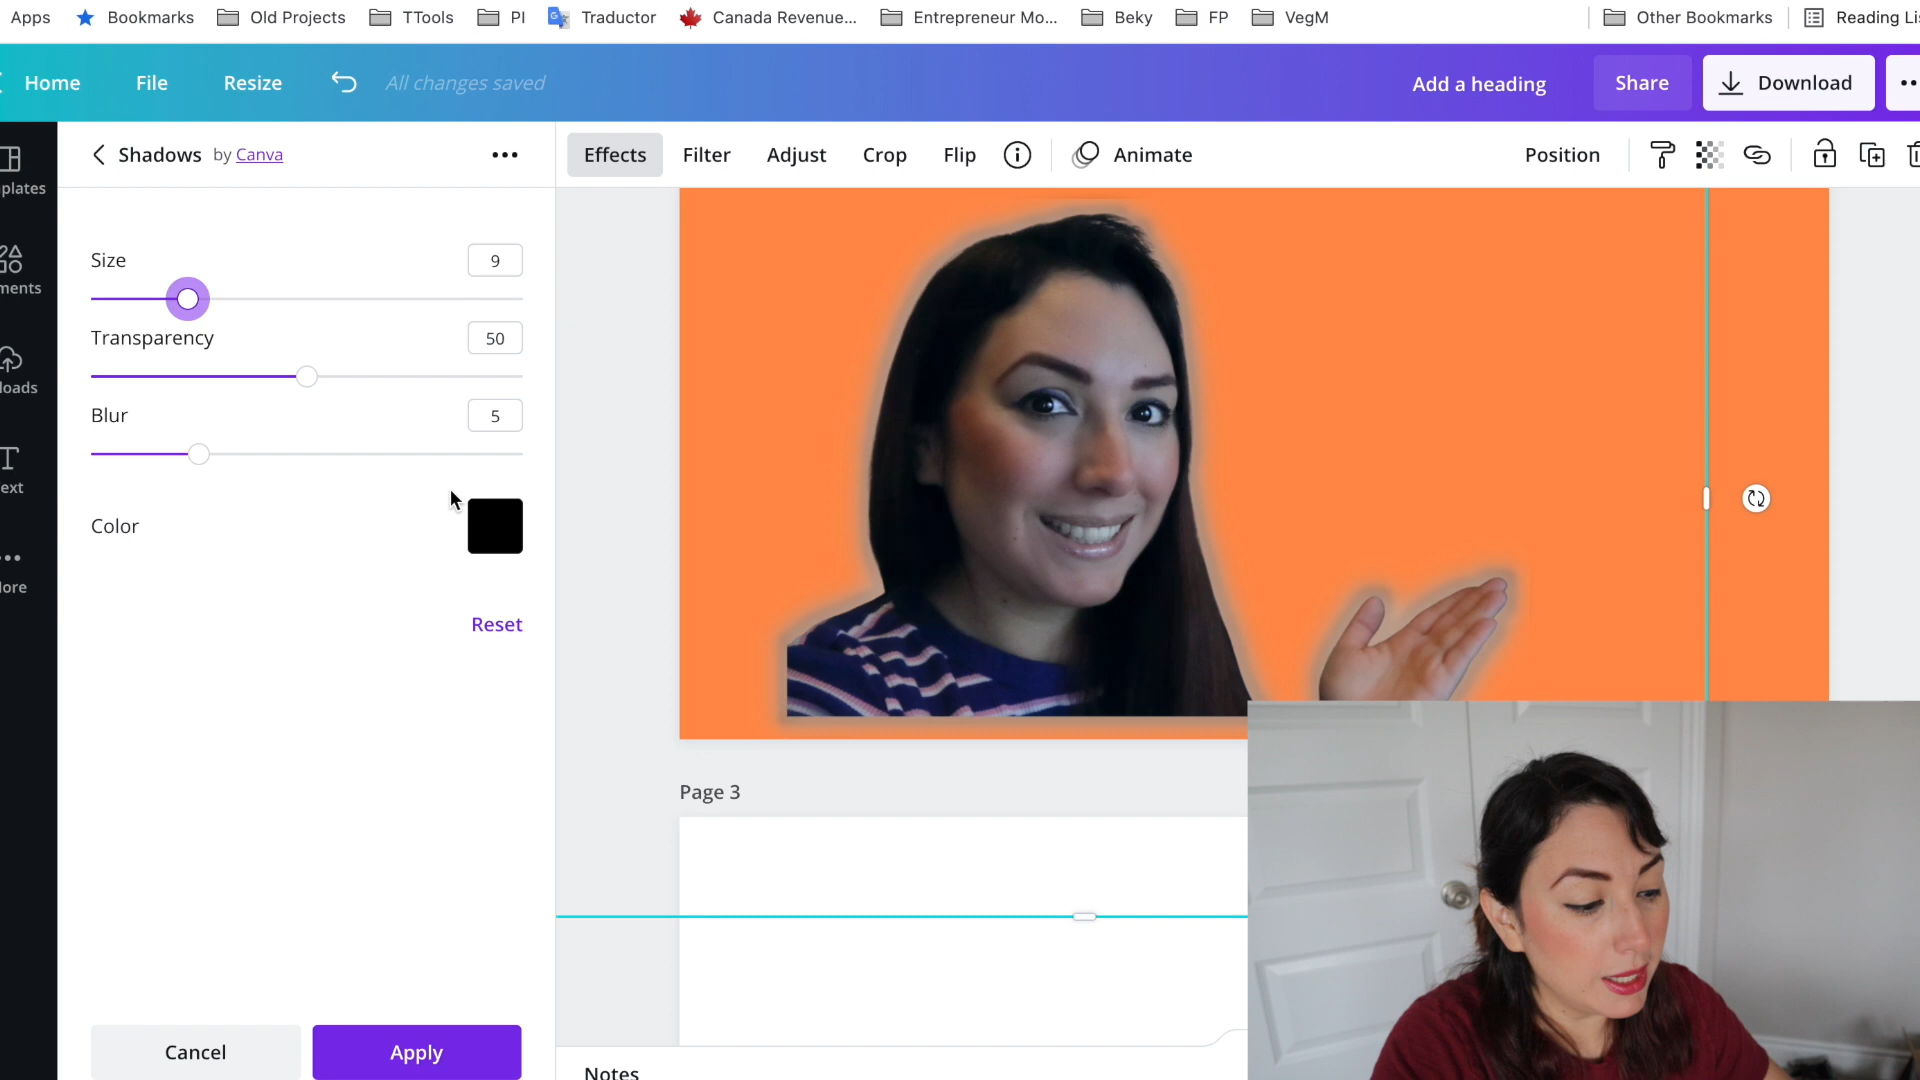 Apps Bookmarks Old Projects TTools PI Traductor Canada Revenue... Entrepreneur Mo... Beky FP VegM Other Bookmarks Reading Li
Home File Resize All changes saved Add a heading Share Download
Shadows by Canva
Effects Filter Adjust Crop Flip Animate Position
plates
Size 9
ments
Transparency 50
loads
Blur 5
ext
Color
ore
Reset
Page 3
Cancel Apply
Notes